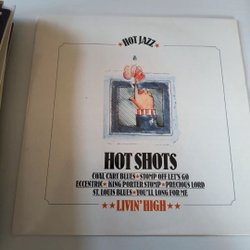 HOT JAZZ
HOT SHOTS
COAL CART BLUES ★ STOMP OFF LET'S GO
ECCENTRIC ★ KING PORTER STOMP ★ PRECIOUS LORD
ST. LOUIS BLUES ★ YOU'LL LONG FOR ME
★★ LIVIN' HIGH ★★